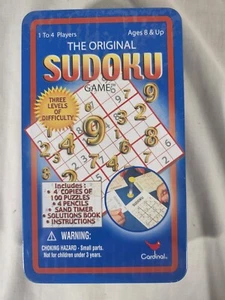 1 To 4 Players Ages 8 & Up
THE ORIGINAL
SUDOKU
GAME
THREE
LEVELS OF
DIFFICULTY
Includes:
• 4 COPIES OF
100 PUZZLES
• 4 PENCILS
• SAND TIMER
• SOLUTIONS BOOK
• INSTRUCTIONS
WARNING:
CHOKING HAZARD - Small parts.
Not for children under 3 years.
Cardinal